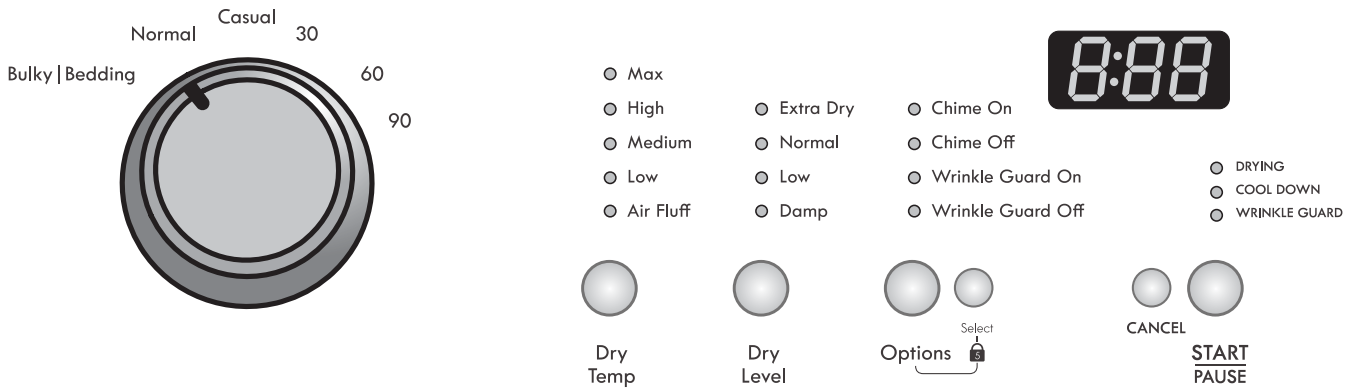 Casual
Normal
30
Bulky | Bedding
60
90
Max
High
Medium
Low
Air Fluff
Extra Dry
Normal
Low
Damp
Chime On
Chime Off
Wrinkle Guard On
Wrinkle Guard Off
8:88
DRYING
COOL DOWN
WRINKLE GUARD
Dry
Temp
Dry
Level
Options
Select
5
CANCEL
START
PAUSE